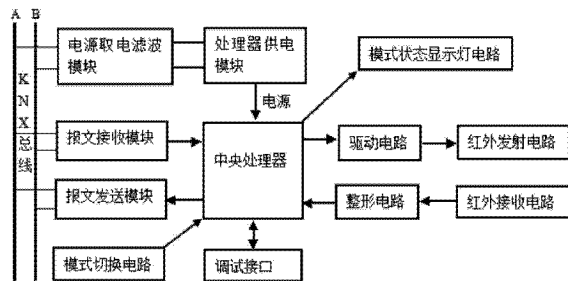 A B
电源取电滤波
模块
处理器供电
模块
模式状态显示灯电路
KNX总线
电源
报文接收模块
中央处理器
驱动电路
红外发射电路
报文发送模块
整形电路
红外接收电路
模式切换电路
调试接口